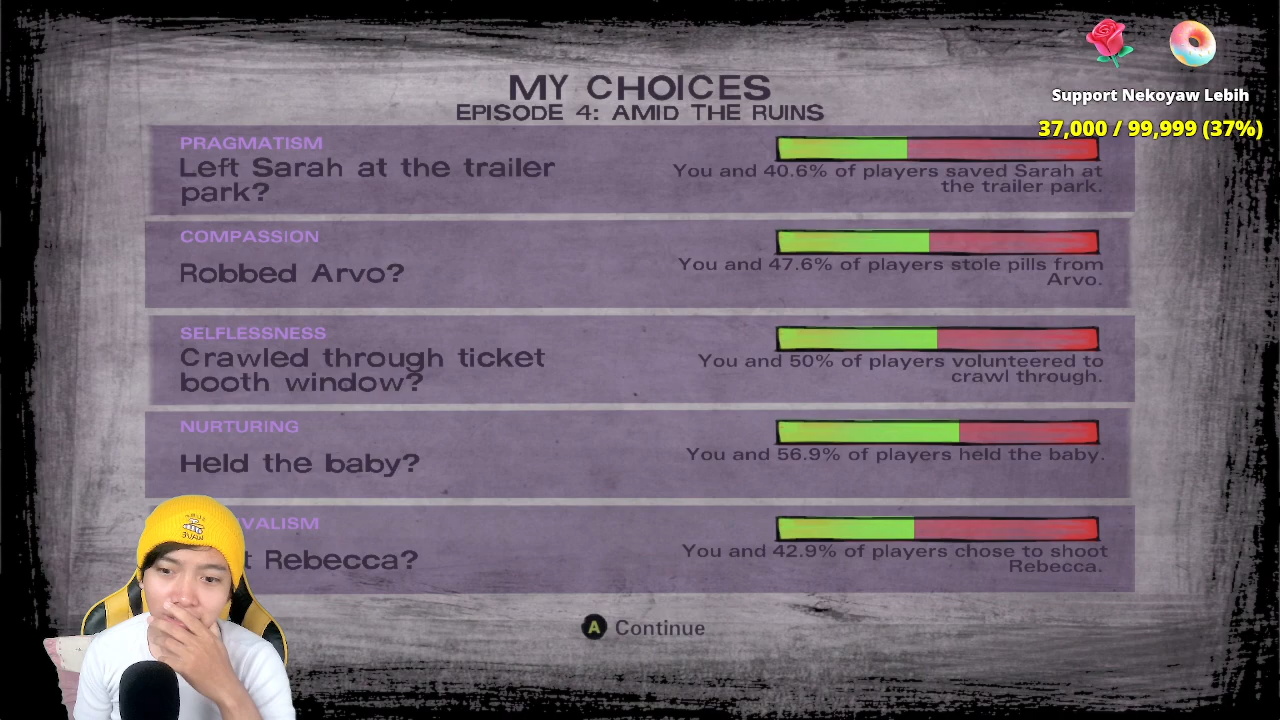 MY CHOICES
EPISODE 4: AMID THE RUINS
Support Nekoyaw Lebih
37,000 / 99,999 (37%)
PRAGMATISM
Left Sarah at the trailer
park?
You and 40.6% of players saved Sarah at
the trailer park.
COMPASSION
Robbed Arvo?
You and 47.6% of players stole pills from
Arvo.
SELFLESSNESS
Crawled through ticket
booth window?
You and 50% of players volunteered to
crawl through.
NURTURING
Held the baby?
You and 56.9% of players held the baby.
Rebecca?
You and 42.9% of players chose to shoot
Rebecca.
A Continue